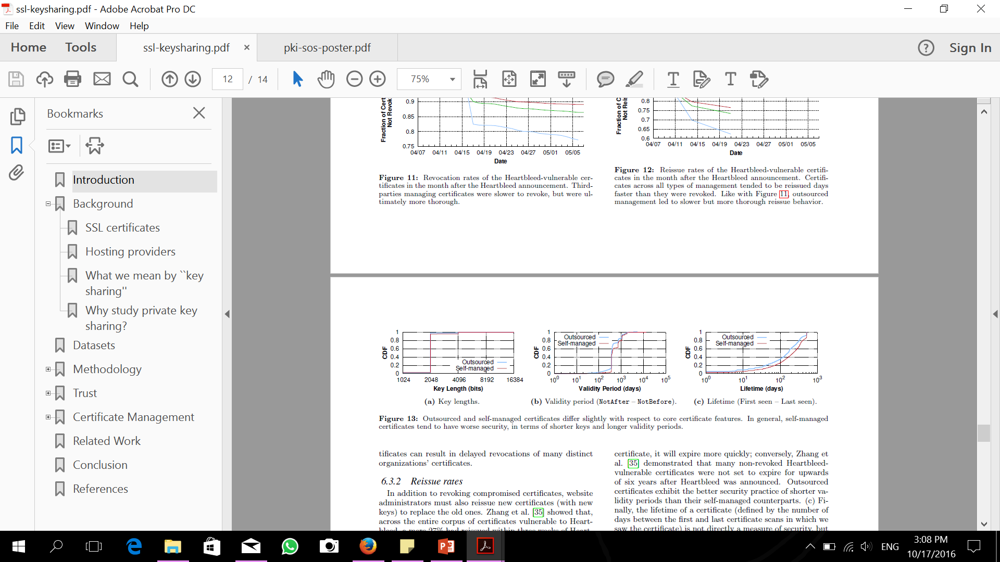 ssl-keysharing.pdf - Adobe Acrobat Pro DC
File Edit View Window Help
Home Tools ssl-keysharing.pdf × pki-sos-poster.pdf ? Sign In
12 / 14 75%
Bookmarks
Introduction
Background
SSL certificates
Hosting providers
What we mean by ``key
sharing''
Why study private key
sharing?
Datasets
Methodology
Trust
Certificate Management
Related Work
Conclusion
References
Fraction of Cert
Not Revok
0.9
0.85
0.8
0.75
04/07 04/11 04/15 04/19 04/23 04/27 05/01 05/05
Date
Figure 11: Revocation rates of the Heartbleed-vulnerable cer-
tificates in the month after the Heartbleed announcement. Third-
parties managing certificates were slower to revoke, but were ul-
timately more thorough.
Fraction of C
Not Reis
0.8
0.75
0.7
0.65
0.6
04/07 04/11 04/15 04/19 04/23 04/27 05/01 05/05
Date
Figure 12: Reissue rates of the Heartbleed-vulnerable certifi-
cates in the month after the Heartbleed announcement. Certifi-
cates across all types of management tended to be reissued days
faster than they were revoked. Like with Figure 11, outsourced
management led to slower but more thorough reissue behavior.
CDF
1
0.8
0.6
0.4
0.2
0
Outsourced
Self-managed
1024 2048 4096 8192 16384
Key Length (bits)
(a) Key lengths.
CDF
1
0.8
0.6
0.4
0.2
0
Outsourced
Self-managed
10^0 10^1 10^2 10^3 10^4 10^5
Validity Period (days)
(b) Validity period (NotAfter – NotBefore).
CDF
1
0.8
0.6
0.4
0.2
0
Outsourced
Self-managed
10^0 10^1 10^2 10^3
Lifetime (days)
(c) Lifetime (First seen – Last seen).
Figure 13: Outsourced and self-managed certificates differ slightly with respect to core certificate features. In general, self-managed
certificates tend to have worse security, in terms of shorter keys and longer validity periods.
tificates can result in delayed revocations of many distinct
organizations' certificates.
6.3.2 Reissue rates
In addition to revoking compromised certificates, website
administrators must also reissue new certificates (with new
keys) to replace the old ones. Zhang et al. [35] showed that,
across the entire corpus of certificates vulnerable to Heart-
bleed, a mere 27% had reissued within three weeks of Heart-
certificate, it will expire more quickly; conversely, Zhang et
al. [35] demonstrated that many non-revoked Heartbleed-
vulnerable certificates were not set to expire for upwards
of six years after Heartbleed was announced. Outsourced
certificates exhibit the better security practice of shorter va-
lidity periods than their self-managed counterparts. (c) Fi-
nally, the lifetime of a certificate (defined by the number of
days between the first and last certificate scans in which we
saw the certificate) is not directly a measure of security, but
ENG
3:08 PM
10/17/2016